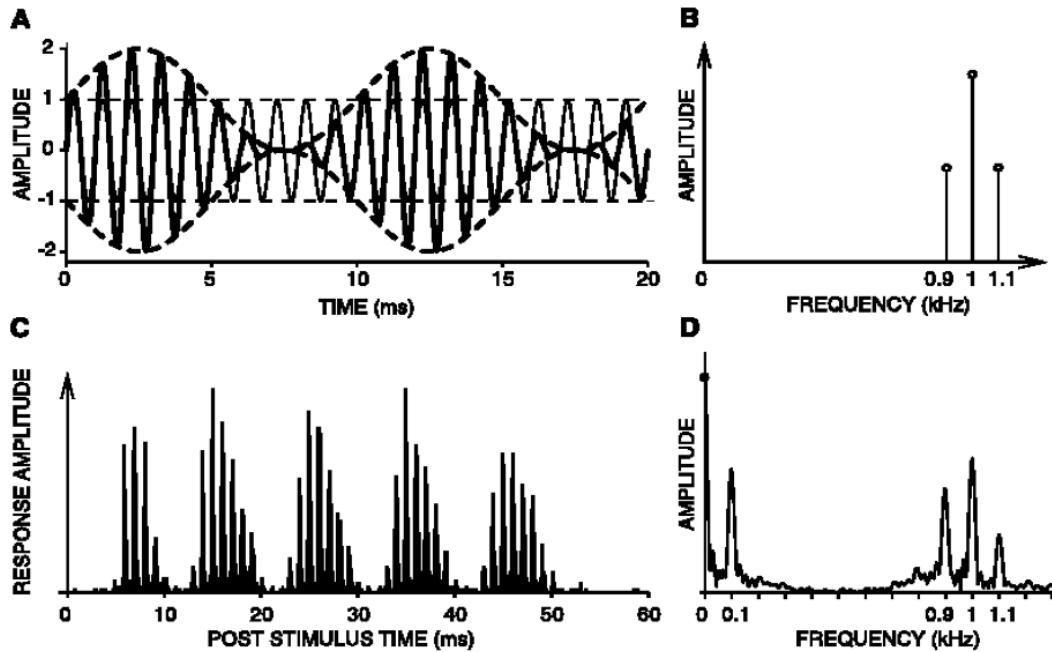 A
AMPLITUDE
2
1
0
-1
-2
0 5 10 15 20
TIME (ms)
B
AMPLITUDE
0 0.9 1 1.1
FREQUENCY (kHz)
C
RESPONSE AMPLITUDE
0 10 20 30 40 50 60
POST STIMULUS TIME (ms)
D
AMPLITUDE
0 0.1 0.9 1 1.1
FREQUENCY (kHz)